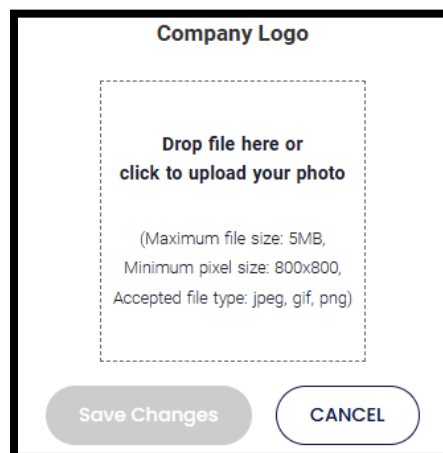 Company Logo
Drop file here or
click to upload your photo
(Maximum file size: 5MB,
Minimum pixel size: 800x800,
Accepted file type: jpeg, gif, png)
Save Changes
CANCEL